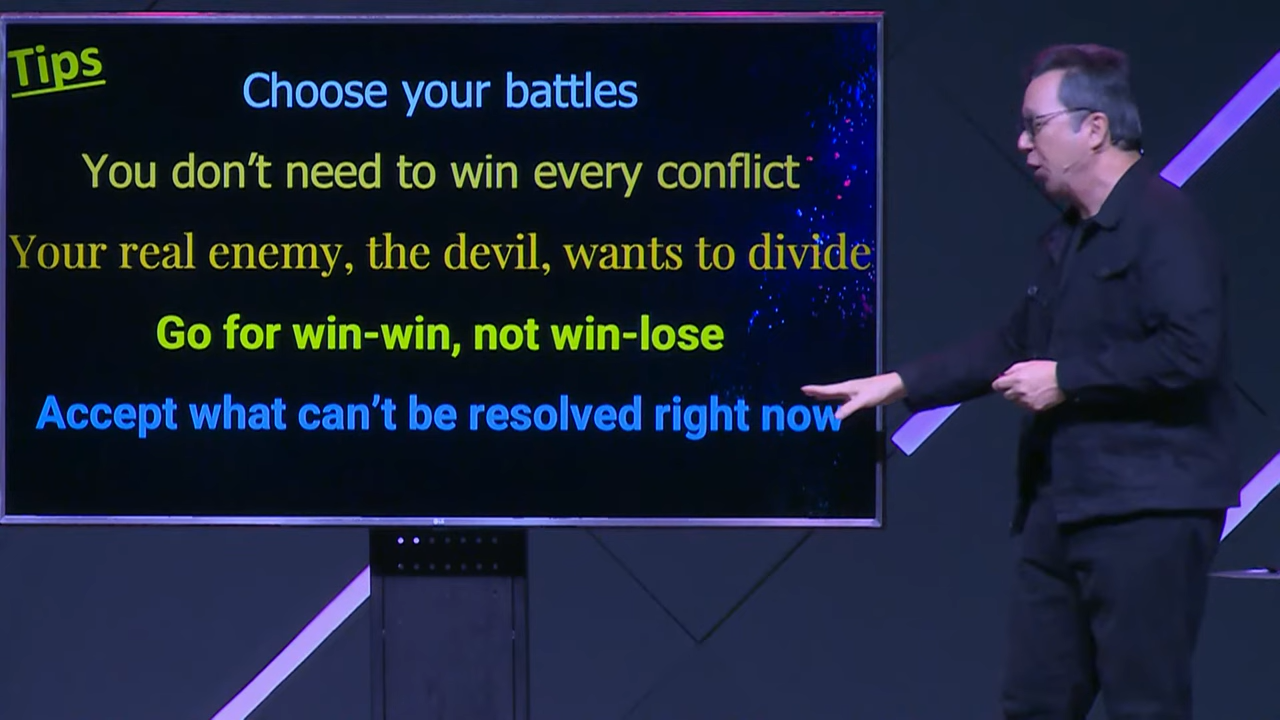 Tips
Choose your battles
You don't need to win every conflict
Your real enemy, the devil, wants to divide
Go for win-win, not win-lose
Accept what can't be resolved right now
LG